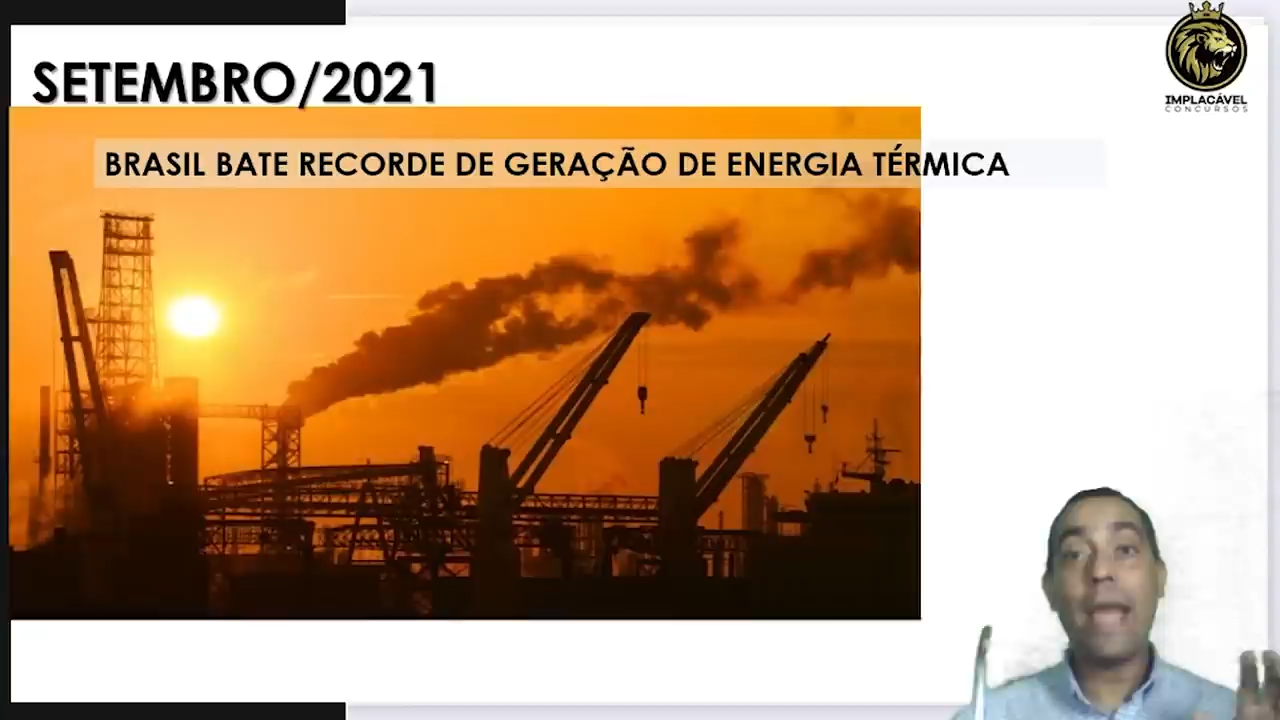 SETEMBRO/2021
IMPLACÁVEL
CONCURSOS
BRASIL BATE RECORDE DE GERAÇÃO DE ENERGIA TÉRMICA